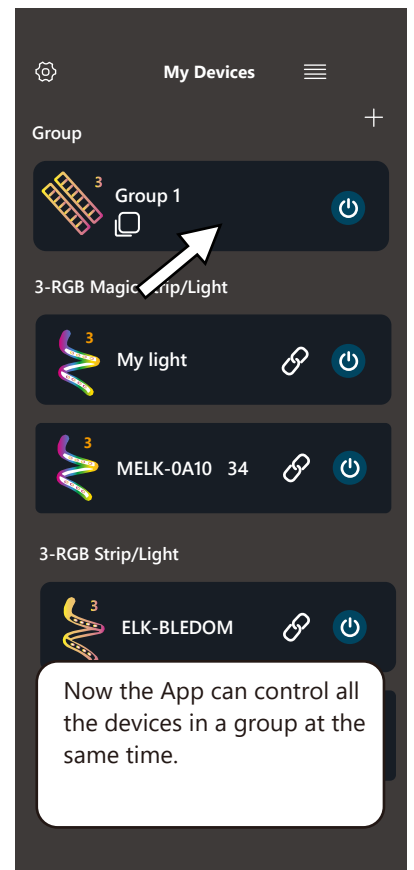 My Devices
Group
3
Group 1
3-RGB Magic Strip/Light
3
My light
3
MELK-0A10 34
3-RGB Strip/Light
3
ELK-BLEDOM
Now the App can control all
the devices in a group at the
same time.